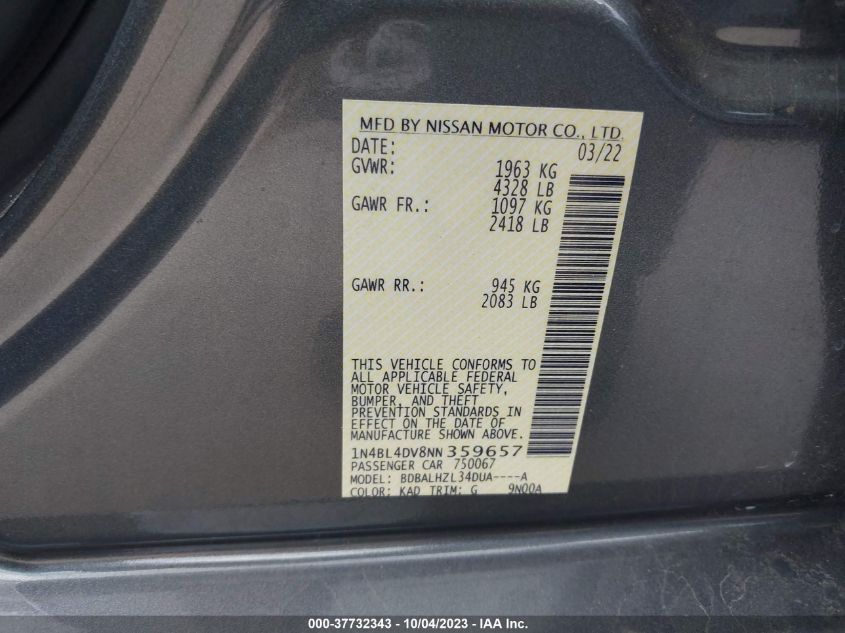 MFD BY NISSAN MOTOR CO., LTD.
DATE: 03/22
GVWR: 1963 KG
4328 LB
GAWR FR.: 1097 KG
2418 LB
GAWR RR.: 945 KG
2083 LB
THIS VEHICLE CONFORMS TO
ALL APPLICABLE FEDERAL
MOTOR VEHICLE SAFETY,
BUMPER, AND THEFT
PREVENTION STANDARDS IN
EFFECT ON THE DATE OF
MANUFACTURE SHOWN ABOVE.
1N4BL4DV8NN359657
PASSENGER CAR 750067
MODEL: BDBALHZL34DUA----A
COLOR: KAD TRIM: G 9N00A
000-37732343 - 10/04/2023 - IAA Inc.